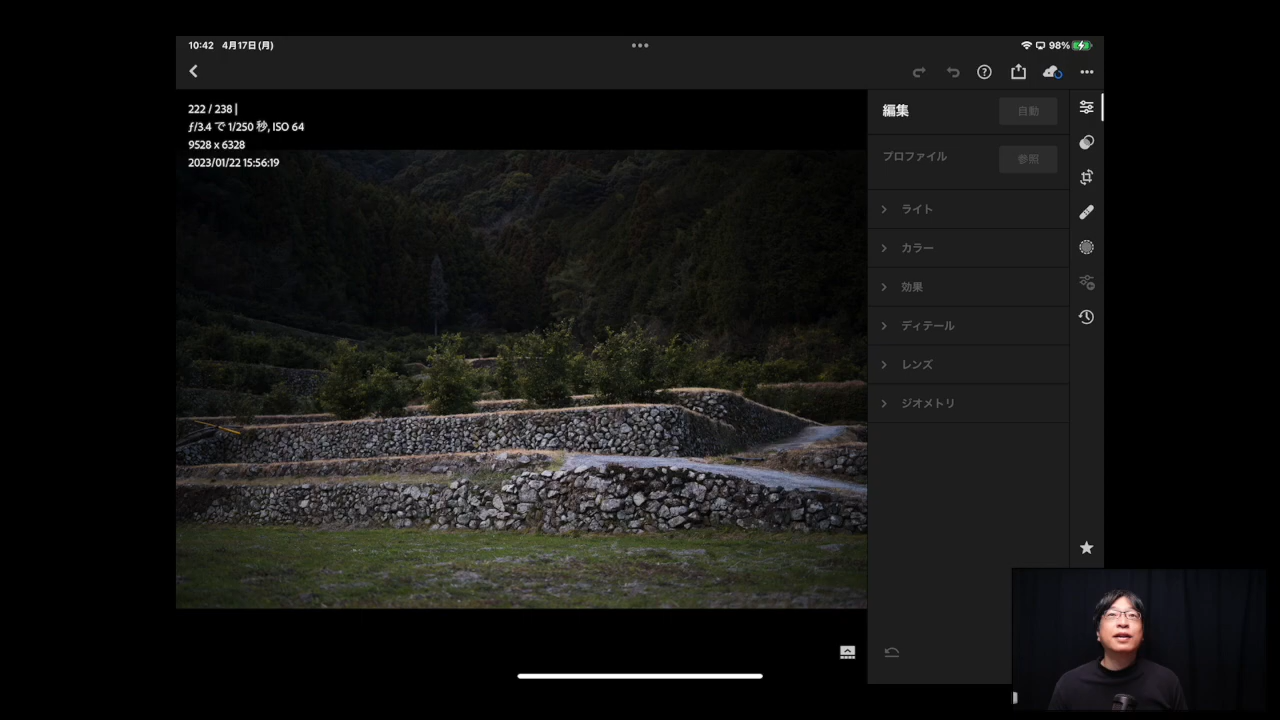 10:42 4月17日(月)
98%
222 / 238 |
ƒ/3.4 で 1/250 秒, ISO 64
9528 x 6328
2023/01/22 15:56:19
編集
自動
プロファイル
参照
ライト
カラー
効果
ディテール
レンズ
ジオメトリ